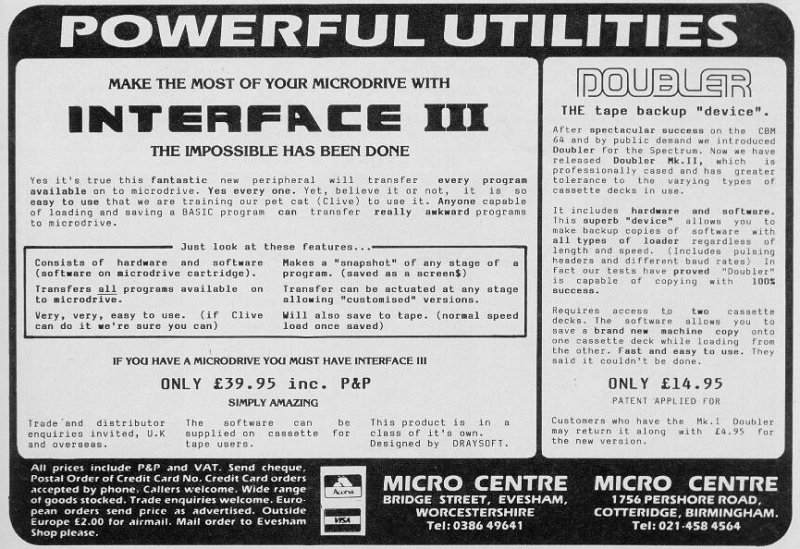 POWERFUL UTILITIES
MAKE THE MOST OF YOUR MICRODRIVE WITH
INTERFACE III
THE IMPOSSIBLE HAS BEEN DONE
Yes it's true this fantastic new peripheral will transfer every program
available on to microdrive. Yes every one. Yet, believe it or not, it is so
easy to use that we are training our pet cat (Clive) to use it. Anyone capable
of loading and saving a BASIC program can transfer really awkward programs
to microdrive.
Just look at these features...
Consists of hardware and software
(software on microdrive cartridge).
Transfers all programs available on
to microdrive.
Very, very, easy to use. (if Clive
can do it we're sure you can)
Makes a "snapshot" of any stage of a
program. (saved as a screen$)
Transfer can be actuated at any stage
allowing "customised" versions.
Will also save to tape. (normal speed
load once saved)
IF YOU HAVE A MICRODRIVE YOU MUST HAVE INTERFACE III
ONLY £39.95 inc. P&P
SIMPLY AMAZING
Trade and distributor
enquiries invited, U.K
and overseas.
The software can be
supplied on cassette for
tape users.
This product is in a
class of it's own.
Designed by DRAYSOFT.
DOUBLER
THE tape backup "device".
After spectacular success on the CBM
64 and by public demand we introduced
Doubler for the Spectrum. Now we have
released Doubler Mk.II, which is
professionally cased and has greater
tolerance to the varying types of
cassette decks in use.
It includes hardware and software.
This superb "device" allows you to
make backup copies of software with
all types of loader regardless of
length and speed. (Includes pulsing
headers and different baud rates) In
fact our tests have proved "Doubler"
is capable of copying with 100%
success.
Requires access to two cassette
decks. The software allows you to
save a brand new machine copy onto
one cassette deck while loading from
the other. Fast and easy to use. They
said it couldn't be done.
ONLY £14.95
PATENT APPLIED FOR
Customers who have the Mk.I Doubler
may return it along with £4.95 for
the new version.
All prices include P&P and VAT. Send cheque,
Postal Order of Credit Card No. Credit Card orders
accepted by phone. Callers welcome. Wide range
of goods stocked. Trade enquiries welcome. Euro-
pean orders send price as advertised. Outside
Europe £2.00 for airmail. Mail order to Evesham
Shop please.
Access
VISA
MICRO CENTRE
BRIDGE STREET, EVESHAM,
WORCESTERSHIRE
Tel: 0386 49641
MICRO CENTRE
1756 PERSHORE ROAD,
COTTERIDGE, BIRMINGHAM.
Tel: 021-458 4564